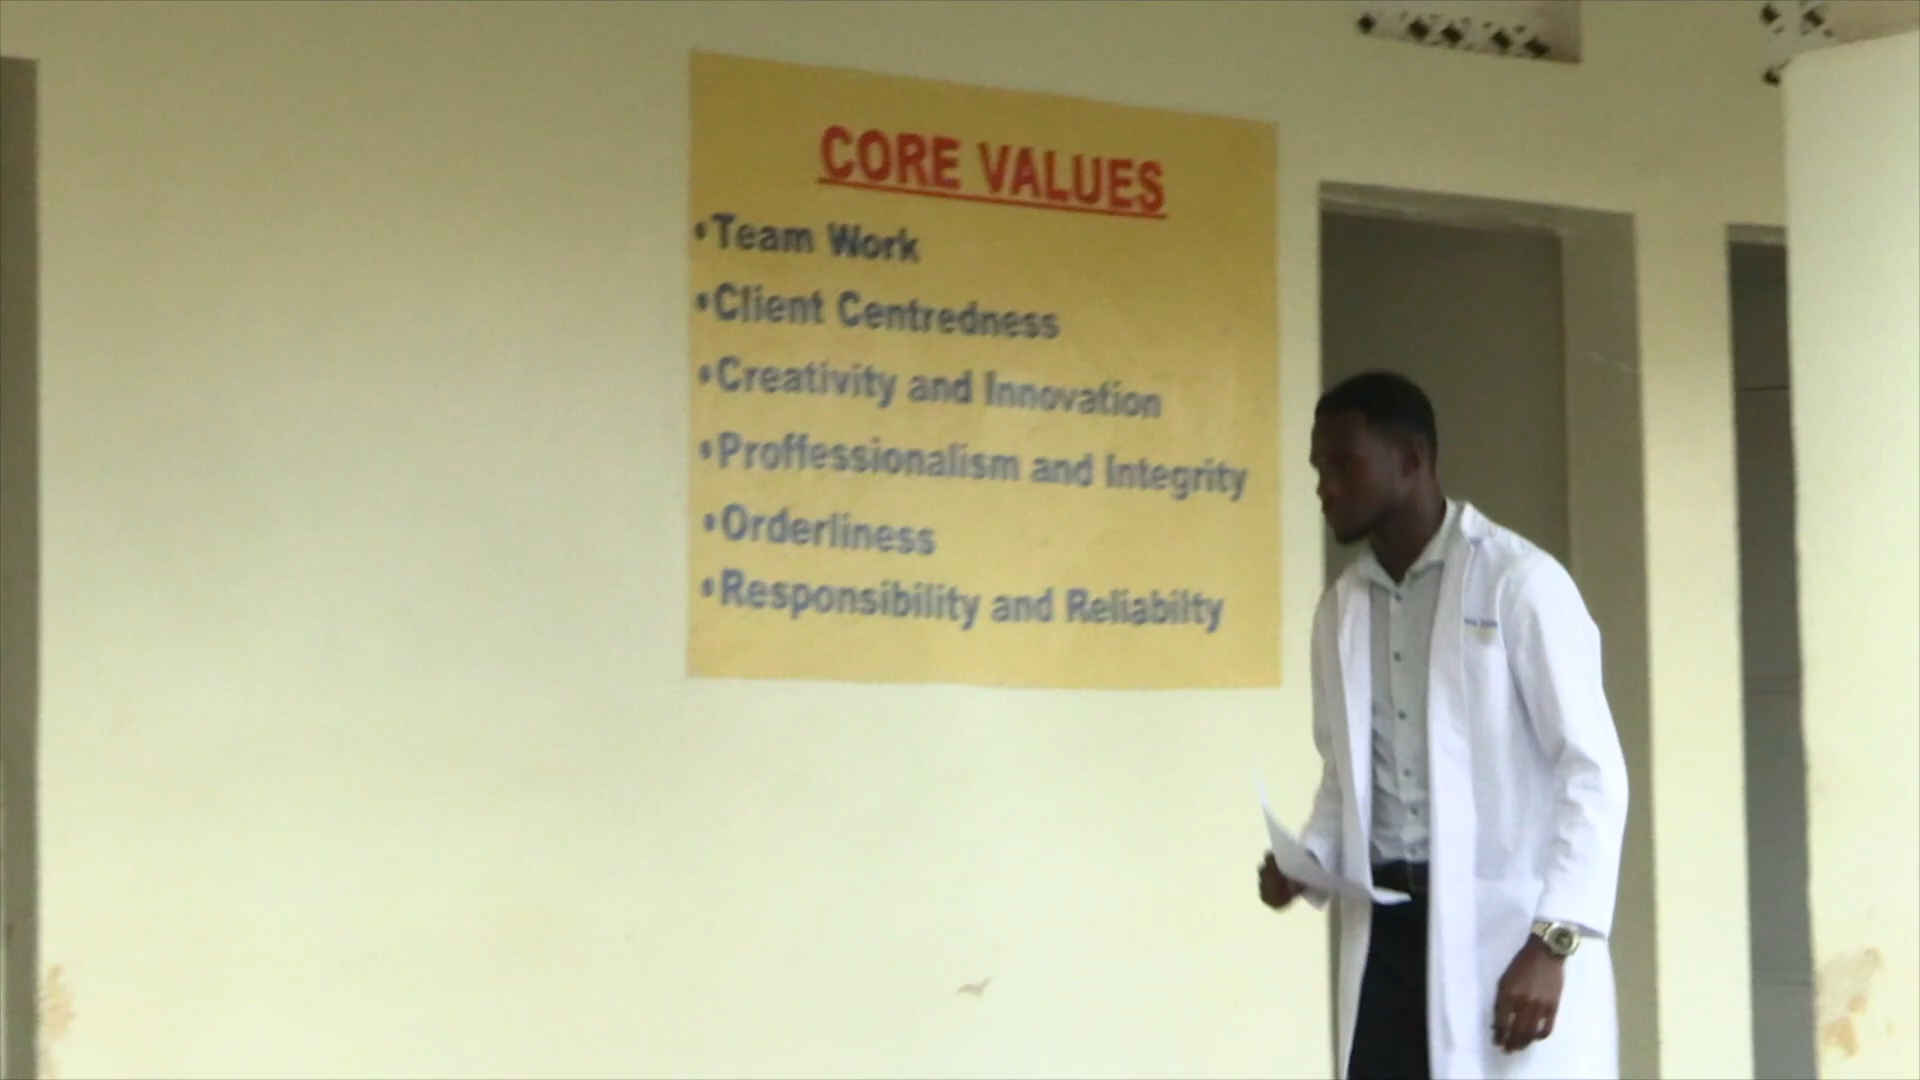 CORE VALUES
•Team Work
•Client Centredness
•Creativity and Innovation
•Proffessionalism and Integrity
•Orderliness
•Responsibility and Reliabilty